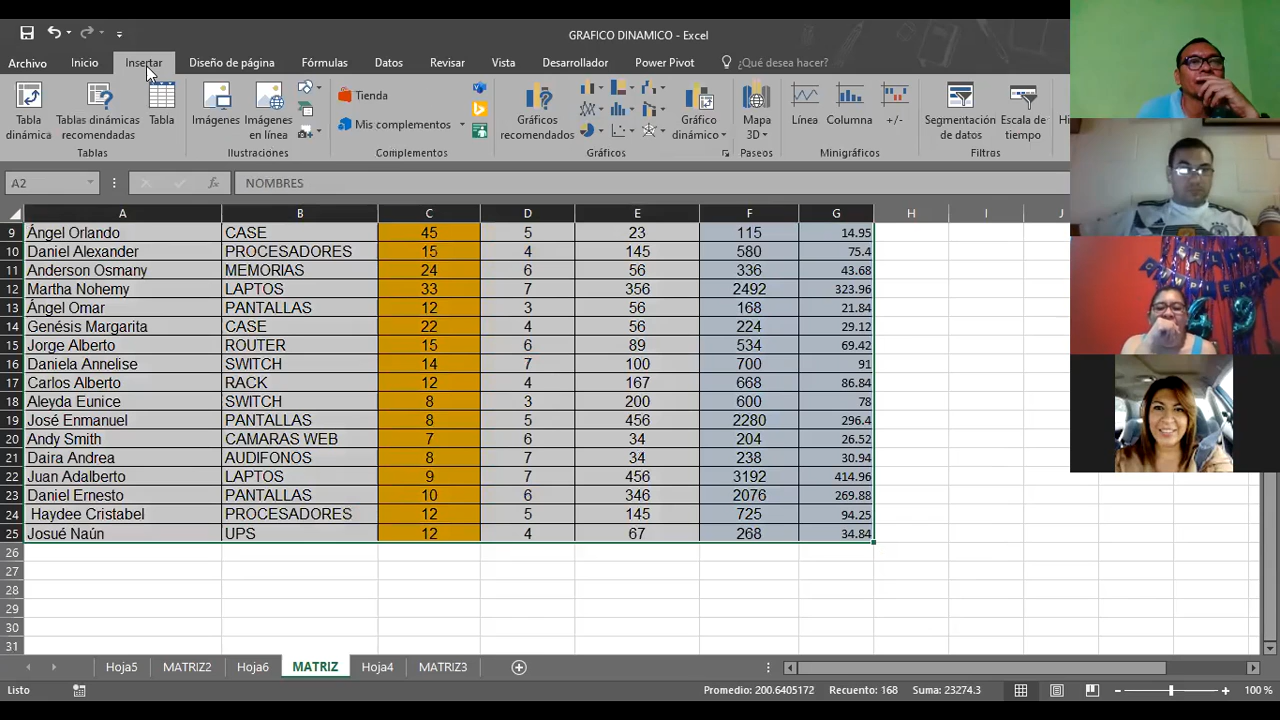 GRAFICO DINAMICO - Excel
Archivo Inicio Insertar Diseño de página Fórmulas Datos Revisar Vista Desarrollador Power Pivot ¿Qué desea hacer?
Tabla dinámica
Tablas dinámicas recomendadas
Tabla
Imágenes
Imágenes en línea
Tienda
Mis complementos
Gráficos recomendados
Gráfico dinámico
Mapa 3D
Línea
Columna
+/-
Segmentación de datos
Escala de tiempo
Tablas Ilustraciones Complementos Gráficos Paseos Minigráficos Filtros
A2 fx NOMBRES
A B C D E F G H I J
9 Ángel Orlando CASE 45 5 23 115 14.95
10 Daniel Alexander PROCESADORES 15 4 145 580 75.4
11 Anderson Osmany MEMORIAS 24 6 56 336 43.68
12 Martha Nohemy LAPTOS 33 7 356 2492 323.96
13 Ángel Omar PANTALLAS 12 3 56 168 21.84
14 Genésis Margarita CASE 22 4 56 224 29.12
15 Jorge Alberto ROUTER 15 6 89 534 69.42
16 Daniela Annelise SWITCH 14 7 100 700 91
17 Carlos Alberto RACK 12 4 167 668 86.84
18 Aleyda Eunice SWITCH 8 3 200 600 78
19 José Enmanuel PANTALLAS 8 5 456 2280 296.4
20 Andy Smith CAMARAS WEB 7 6 34 204 26.52
21 Daira Andrea AUDIFONOS 8 7 34 238 30.94
22 Juan Adalberto LAPTOS 9 7 456 3192 414.96
23 Daniel Ernesto PANTALLAS 10 6 346 2076 269.88
24 Haydee Cristabel PROCESADORES 12 5 145 725 94.25
25 Josué Naún UPS 12 4 67 268 34.84
26
27
28
29
30
31
Hoja5 MATRIZ2 Hoja6 MATRIZ Hoja4 MATRIZ3
Listo Promedio: 200.6405172 Recuento: 168 Suma: 23274.3 100 %